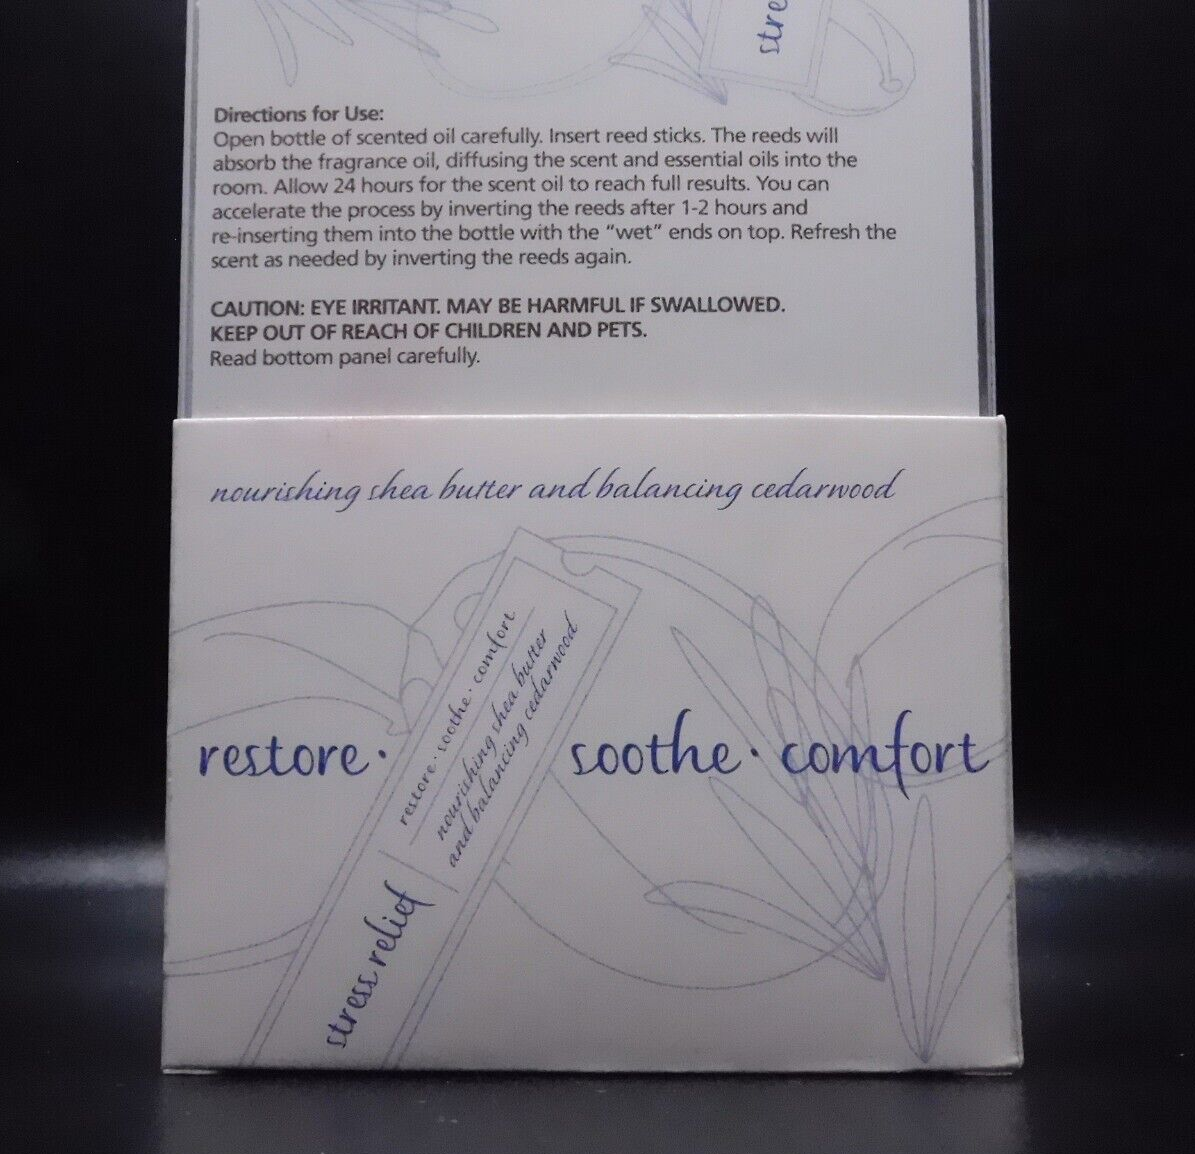 stre
Directions for Use:
Open bottle of scented oil carefully. Insert reed sticks. The reeds will
absorb the fragrance oil, diffusing the scent and essential oils into the
room. Allow 24 hours for the scent oil to reach full results. You can
accelerate the process by inverting the reeds after 1-2 hours and
re-inserting them into the bottle with the “wet” ends on top. Refresh the
scent as needed by inverting the reeds again.
CAUTION: EYE IRRITANT. MAY BE HARMFUL IF SWALLOWED.
KEEP OUT OF REACH OF CHILDREN AND PETS.
Read bottom panel carefully.
nourishing shea butter and balancing cedarwood
restore · soothe · comfort
restore · soothe · comfort
nourishing shea butter
and balancing cedarwood
stress relief